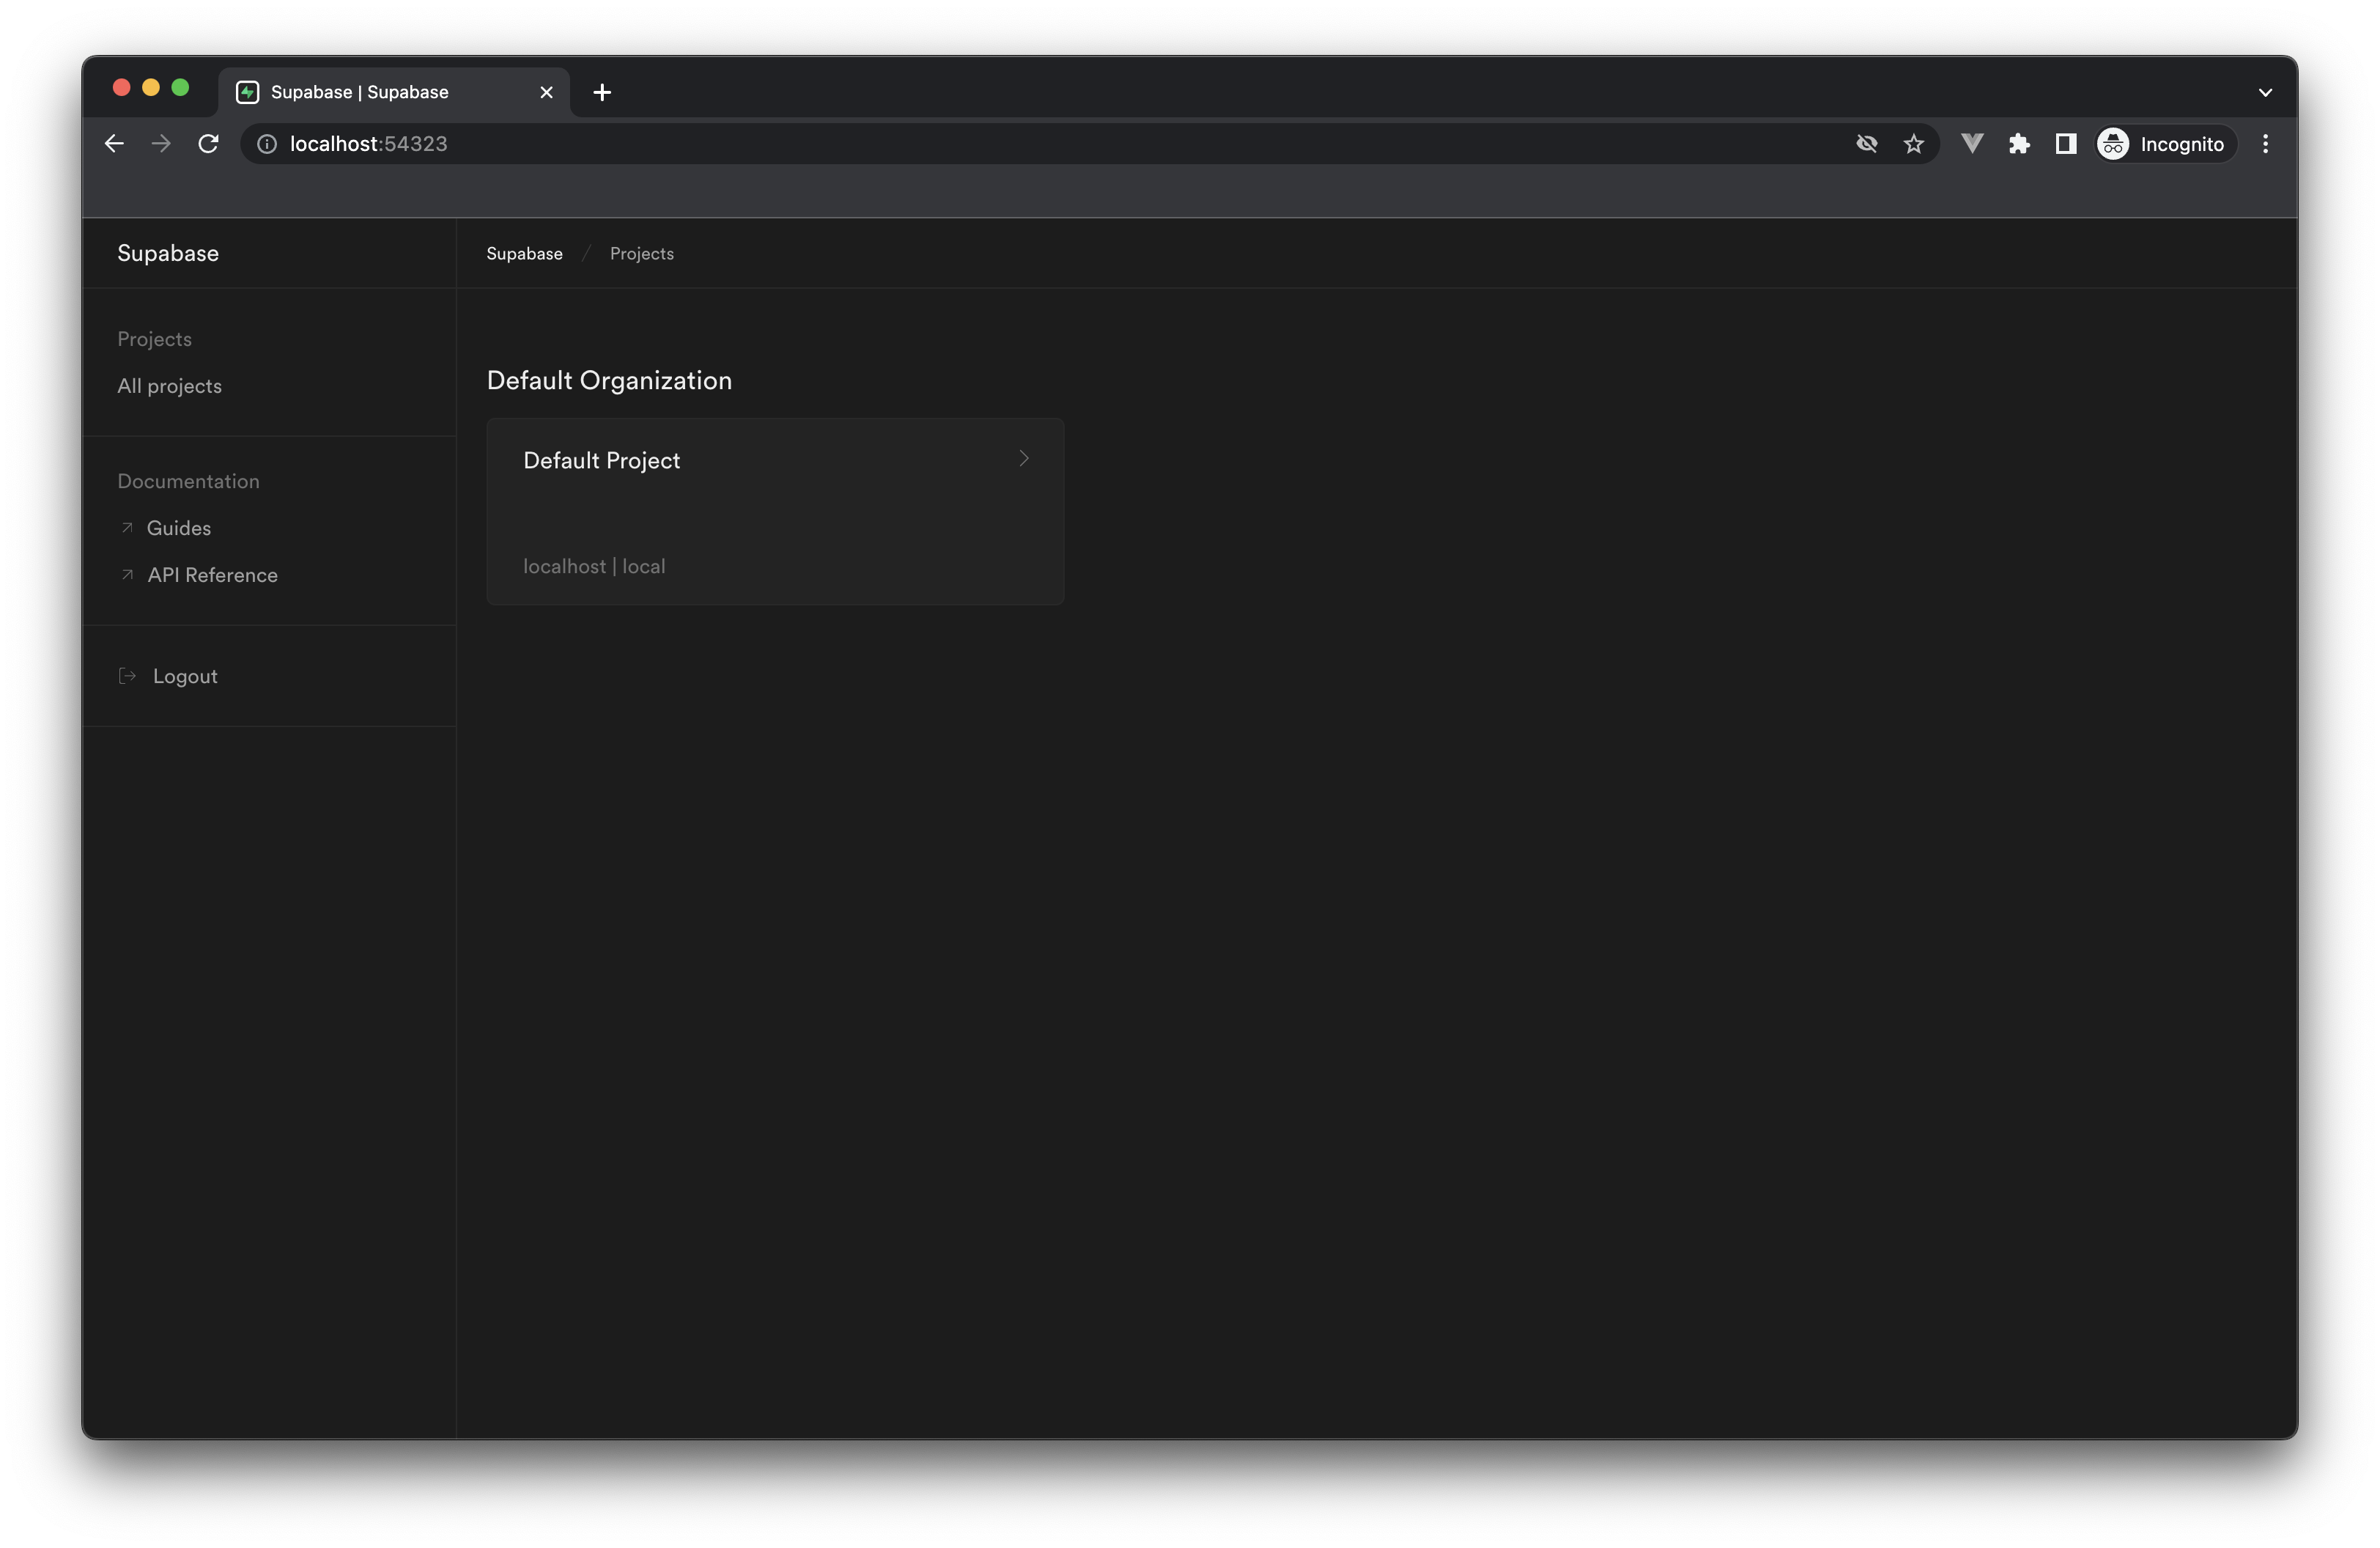 Supabase | Supabase
localhost:54323
Incognito
Supabase
Supabase / Projects
Projects
All projects
Documentation
Guides
API Reference
Logout
Default Organization
Default Project
localhost | local